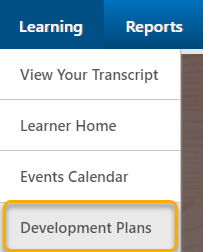 Learning Reports
View Your Transcript
Learner Home
Events Calendar
Development Plans